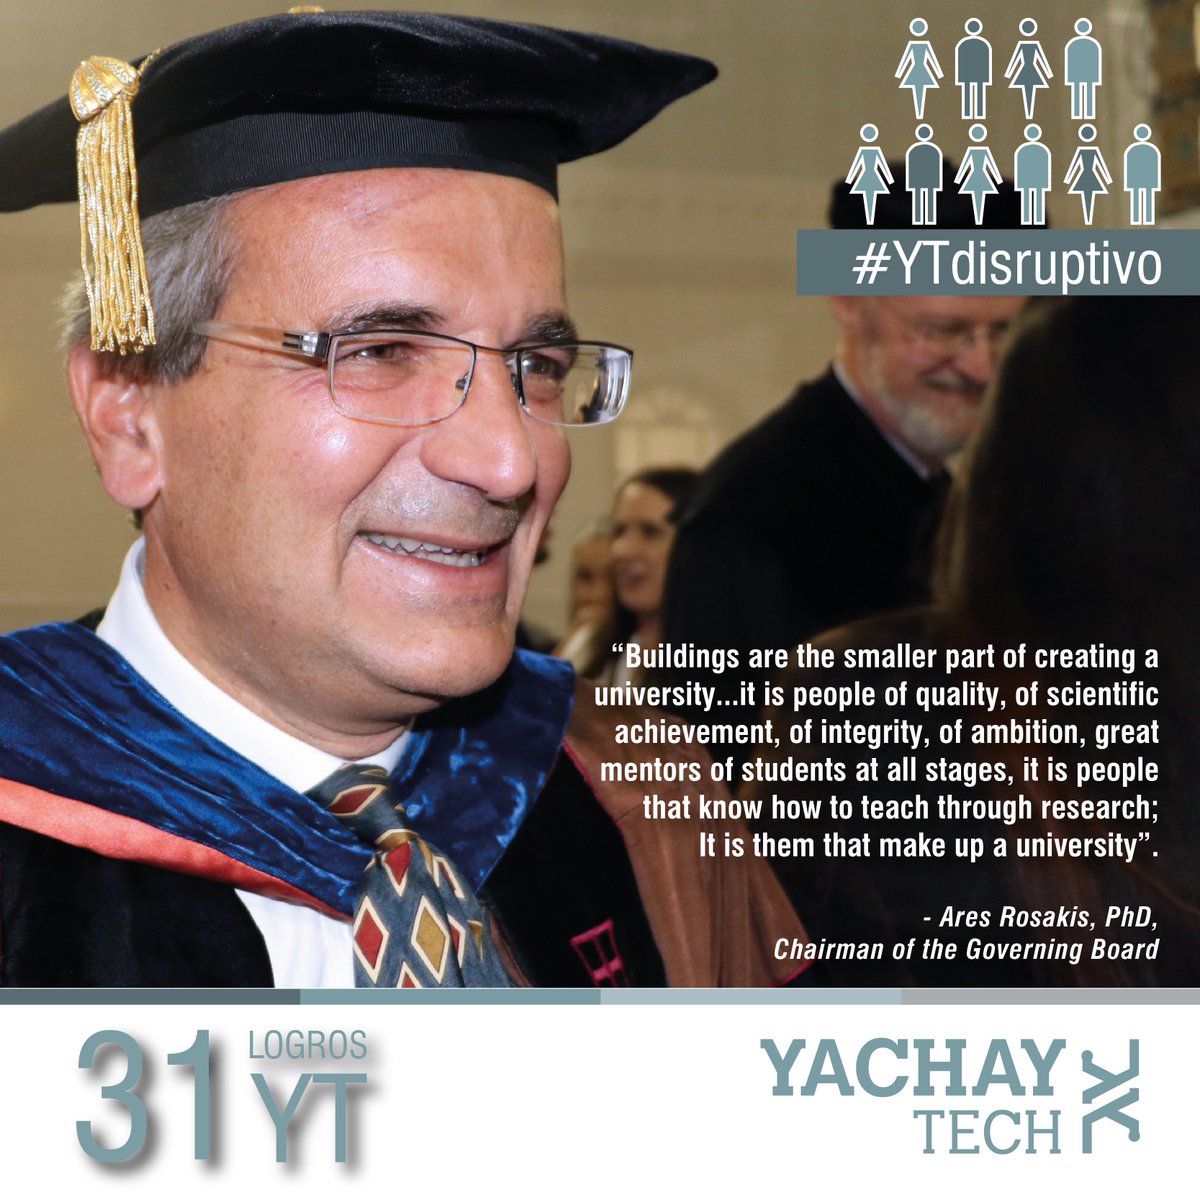 #YTdisruptivo
“Buildings are the smaller part of creating a
university...it is people of quality, of scientific
achievement, of integrity, of ambition, great
mentors of students at all stages, it is people
that know how to teach through research;
It is them that make up a university”.
- Ares Rosakis, PhD,
Chairman of the Governing Board
31 LOGROS
YT
YACHAY
TECH